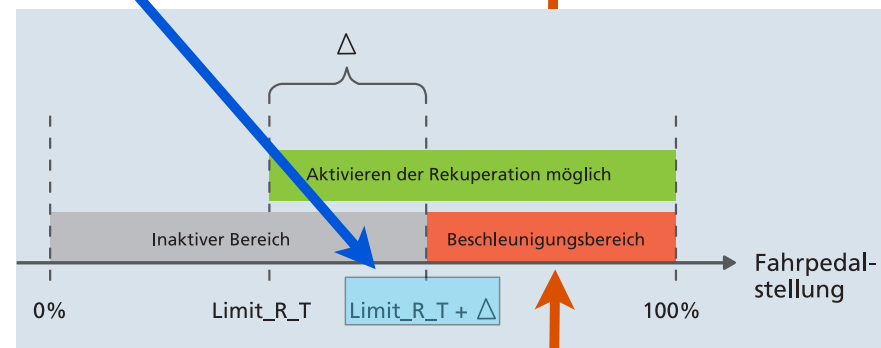 Δ
Aktivieren der Rekuperation möglich
Inaktiver Bereich
Beschleunigungsbereich
Fahrpedal-
stellung
0%
Limit_R_T
Limit_R_T + Δ
100%